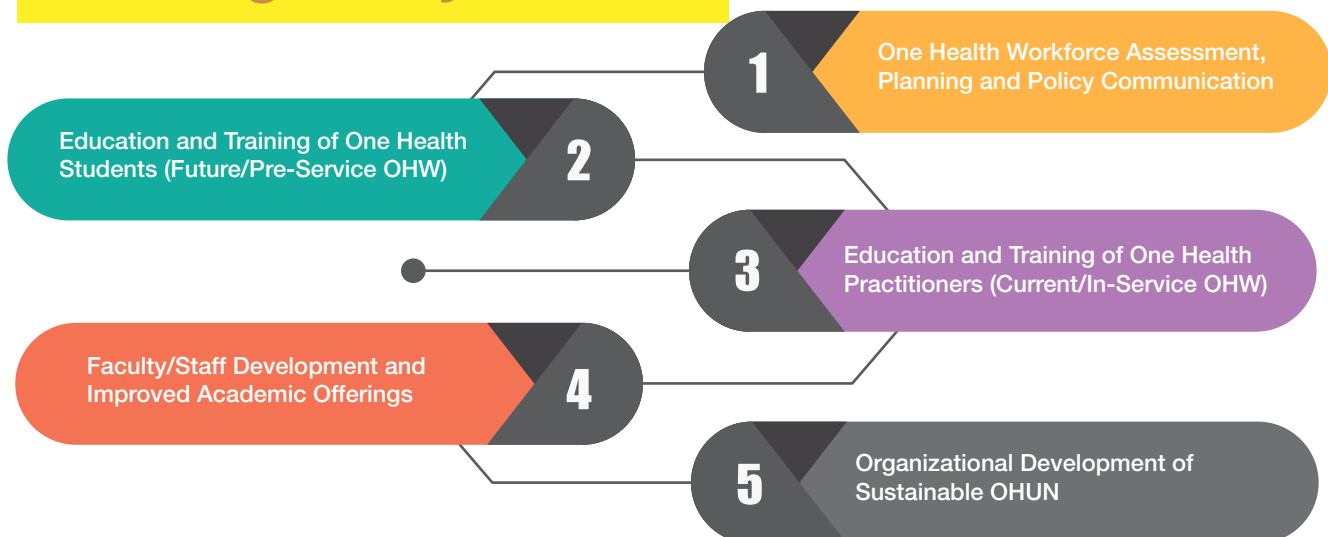 1
One Health Workforce Assessment,
Planning and Policy Communication
Education and Training of One Health
Students (Future/Pre-Service OHW)
2
3
Education and Training of One Health
Practitioners (Current/In-Service OHW)
Faculty/Staff Development and
Improved Academic Offerings
4
5
Organizational Development of
Sustainable OHUN